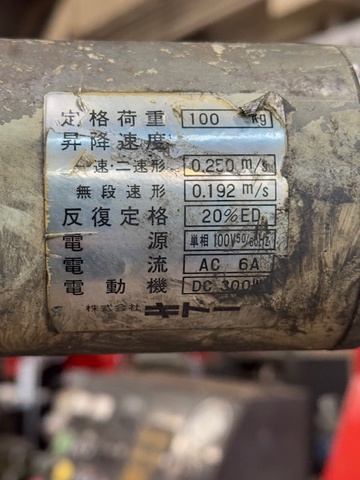 定格荷重 100 kg
昇降速度
一速・二速形 0.250 m/s
無段速形 0.192 m/s
反復定格 20%ED
電源 単相 100V50/60Hz
電流 AC 6A
電動機 DC 300W
株式会社 キトー